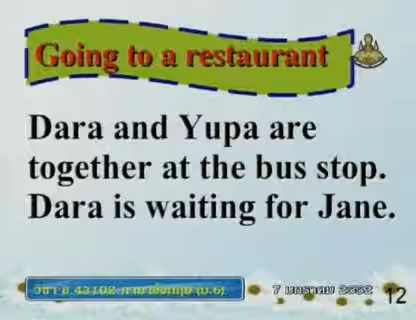 Going to a restaurant
Dara and Yupa are
together at the bus stop.
Dara is waiting for Jane.
12